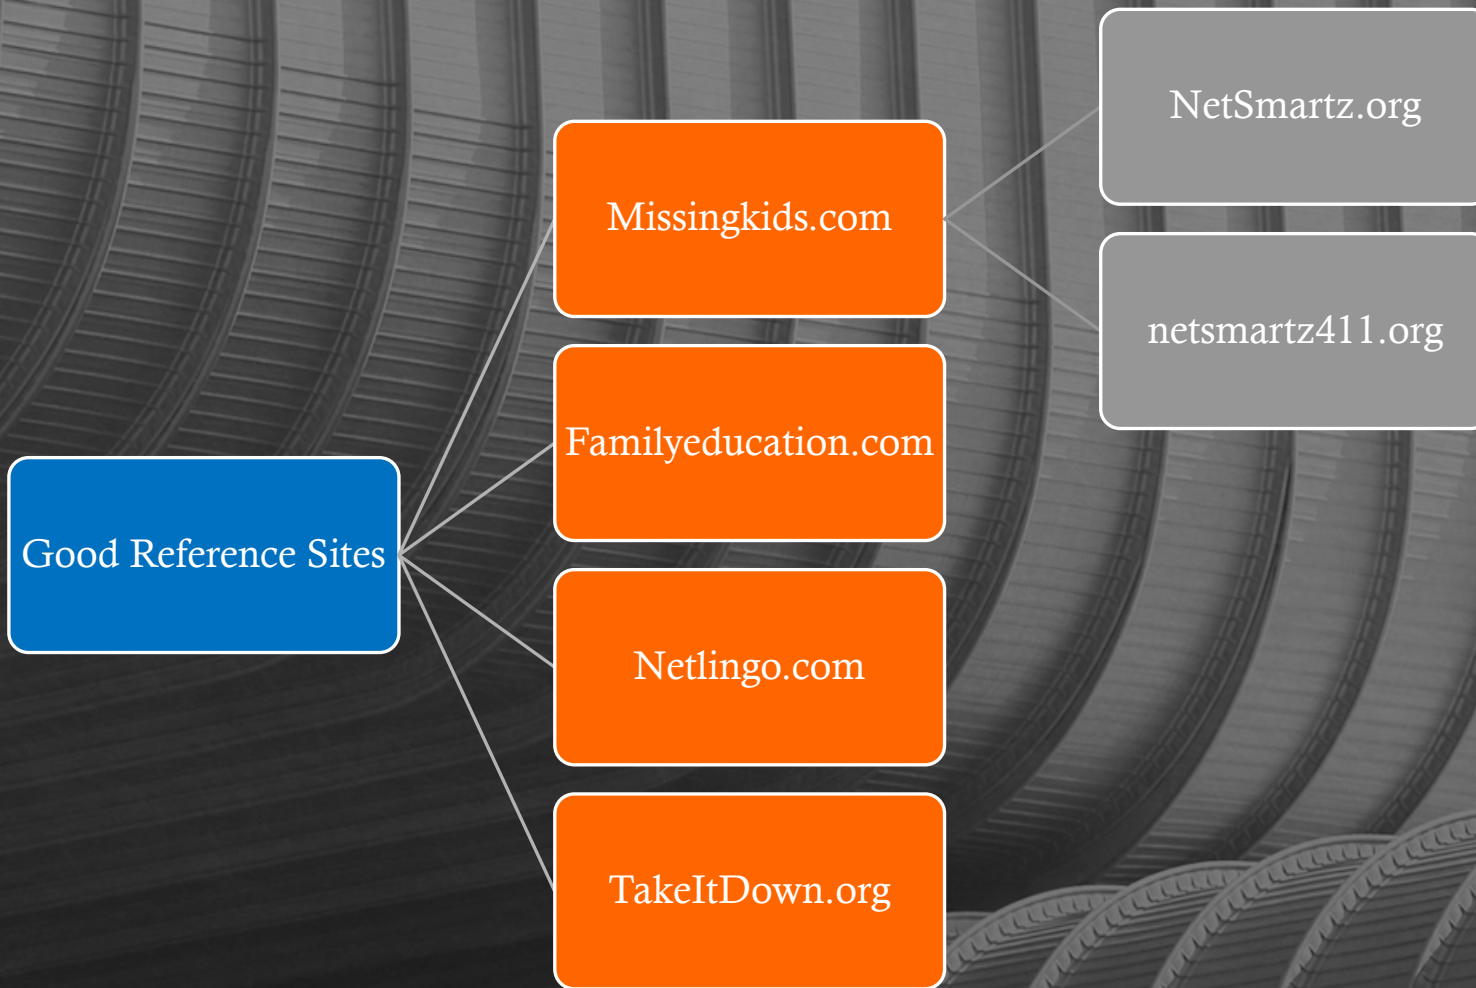 Good Reference Sites
Missingkids.com
NetSmartz.org
netsmartz411.org
Familyeducation.com
Netlingo.com
TakeItDown.org